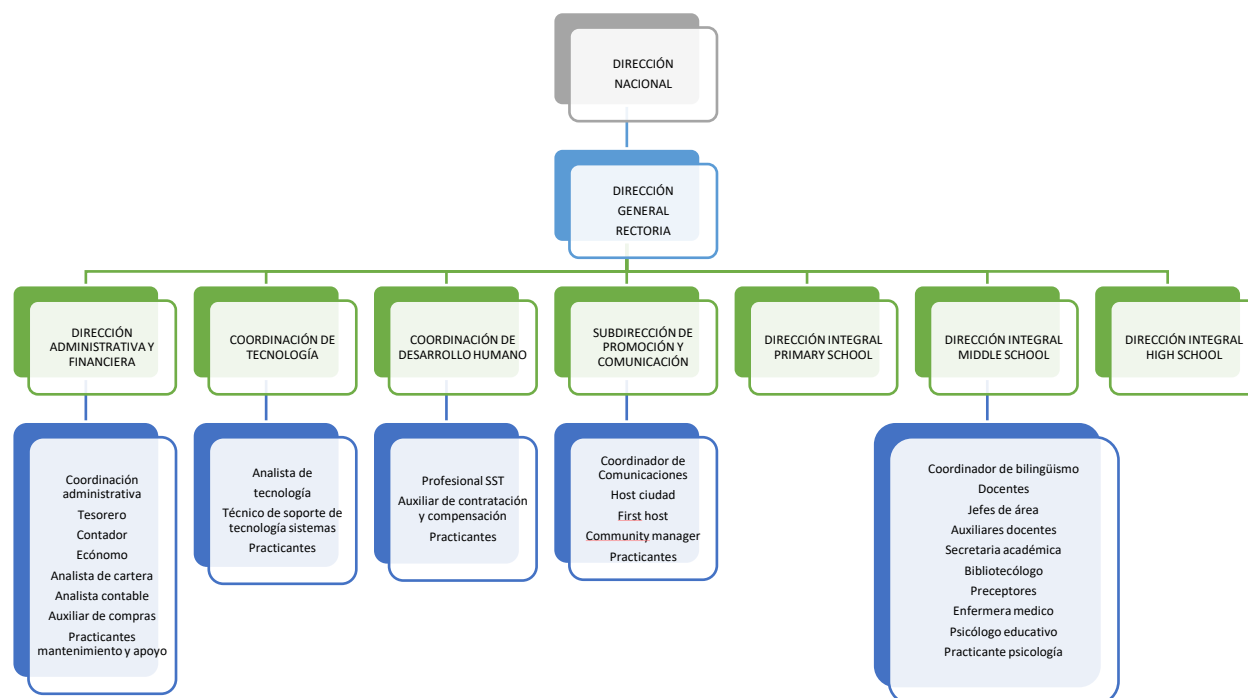 DIRECCIÓN
NACIONAL
DIRECCIÓN
GENERAL
RECTORIA
DIRECCIÓN
ADMINISTRATIVA Y
FINANCIERA
COORDINACIÓN DE
TECNOLOGÍA
COORDINACIÓN DE
DESARROLLO HUMANO
SUBDIRECCIÓN DE
PROMOCIÓN Y
COMUNICACIÓN
DIRECCIÓN INTEGRAL
PRIMARY SCHOOL
DIRECCIÓN INTEGRAL
MIDDLE SCHOOL
DIRECCIÓN INTEGRAL
HIGH SCHOOL
Coordinación
administrativa
Tesorero
Contador
Ecónomo
Analista de cartera
Analista contable
Auxiliar de compras
Practicantes
mantenimiento y apoyo
Analista de
tecnología
Técnico de soporte de
tecnología sistemas
Practicantes
Profesional SST
Auxiliar de contratación
y compensación
Practicantes
Coordinador de
Comunicaciones
Host ciudad
First host
Community manager
Practicantes
Coordinador de bilingüismo
Docentes
Jefes de área
Auxiliares docentes
Secretaria académica
Bibliotecólogo
Preceptores
Enfermera medico
Psicólogo educativo
Practicante psicología